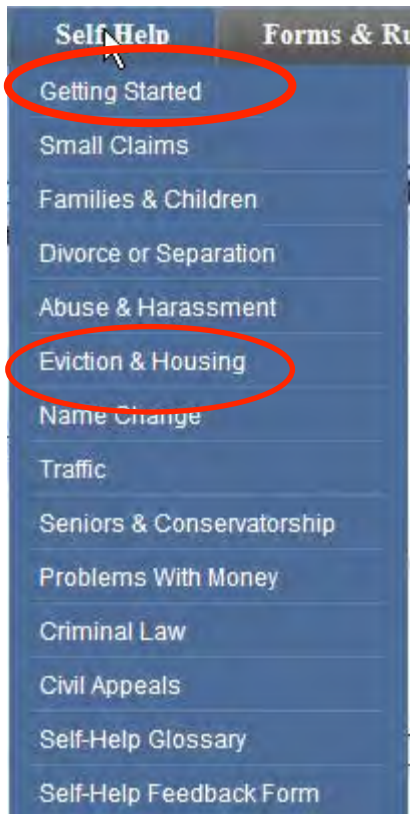 Self-Help Forms & Ru
Getting Started
Small Claims
Families & Children
Divorce or Separation
Abuse & Harassment
Eviction & Housing
Name Change
Traffic
Seniors & Conservatorship
Problems With Money
Criminal Law
Civil Appeals
Self-Help Glossary
Self-Help Feedback Form